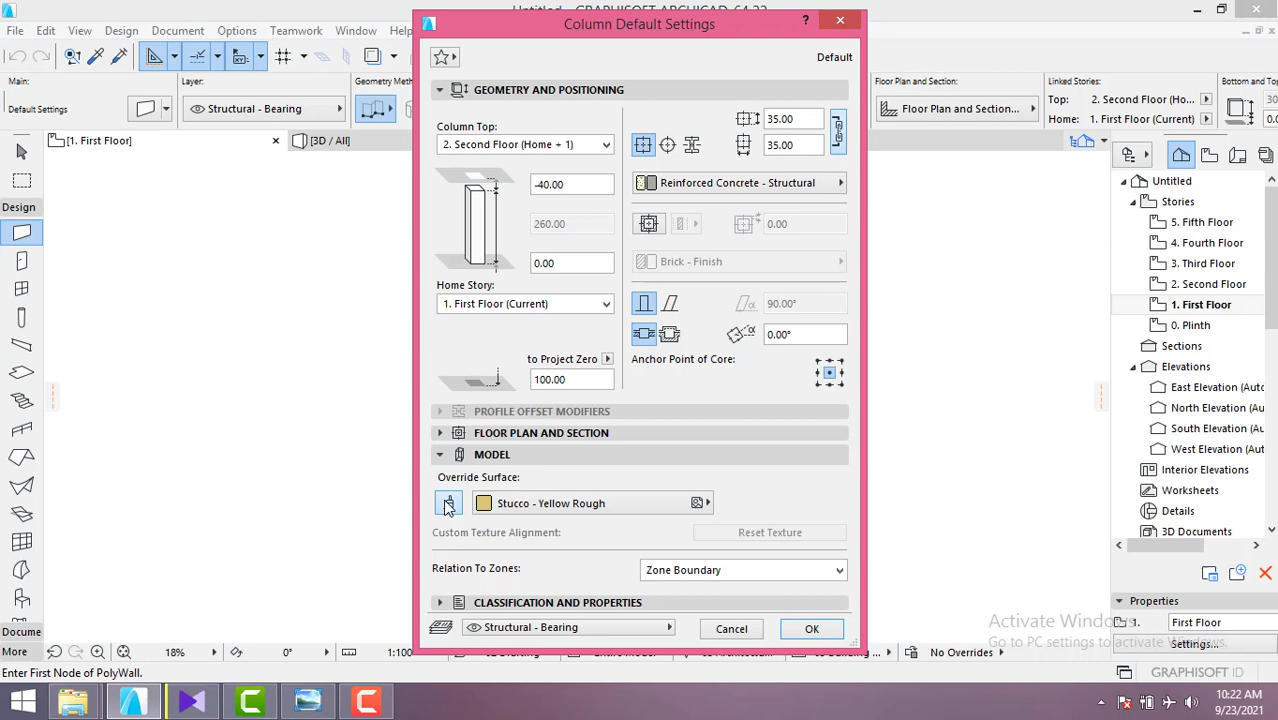 Untitled - GRAPHISOFT ARCHICAD-64 22
Column Default Settings
?
File Edit View Design Document Options Teamwork Window Help
Default
Main:
Layer:
Geometry Method:
Default Settings
Structural - Bearing
Floor Plan and Section...
Linked Stories:
Top: 2. Second Floor (Ho...
Home: 1. First Floor (Current)
Bottom and To
[1. First Floor]
[3D / All]
GEOMETRY AND POSITIONING
Column Top:
2. Second Floor (Home + 1)
-40.00
260.00
0.00
Home Story:
1. First Floor (Current)
to Project Zero
100.00
35.00
35.00
Reinforced Concrete - Structural
0.00
Brick - Finish
α
90.00°
α
0.00°
Anchor Point of Core:
PROFILE OFFSET MODIFIERS
FLOOR PLAN AND SECTION
MODEL
Override Surface:
Stucco - Yellow Rough
Custom Texture Alignment:
Reset Texture
Relation To Zones:
Zone Boundary
CLASSIFICATION AND PROPERTIES
Structural - Bearing
Cancel
OK
Design
Docume
More
Untitled
Stories
5. Fifth Floor
4. Fourth Floor
3. Third Floor
2. Second Floor
1. First Floor
0. Plinth
Sections
Elevations
East Elevation (Auto
North Elevation (Aut
South Elevation (Aut
West Elevation (Aut
Interior Elevations
Worksheets
Details
3D Documents
Properties
1.
First Floor
Settings...
Activate Windows
Go to PC settings to activate Windows.
18%
0°
1:100
No Overrides
Enter First Node of PolyWall.
GRAPHISOFT ID
10:22 AM
9/23/2021